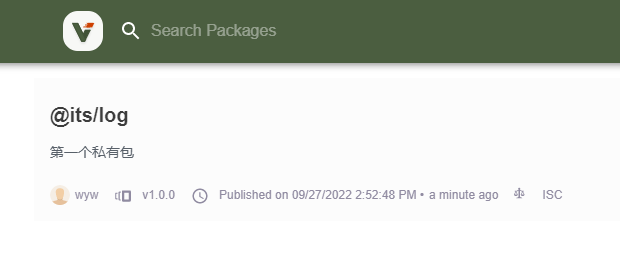 Search Packages
@its/log
第一个私有包
wyw v1.0.0 Published on 09/27/2022 2:52:48 PM • a minute ago ISC